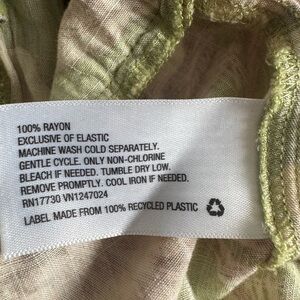 100% RAYON
EXCLUSIVE OF ELASTIC
MACHINE WASH COLD SEPARATELY.
GENTLE CYCLE. ONLY NON-CHLORINE
BLEACH IF NEEDED. TUMBLE DRY LOW.
REMOVE PROMPTLY. COOL IRON IF NEEDED.
RN17730 VN1247024
LABEL MADE FROM 100% RECYCLED PLASTIC